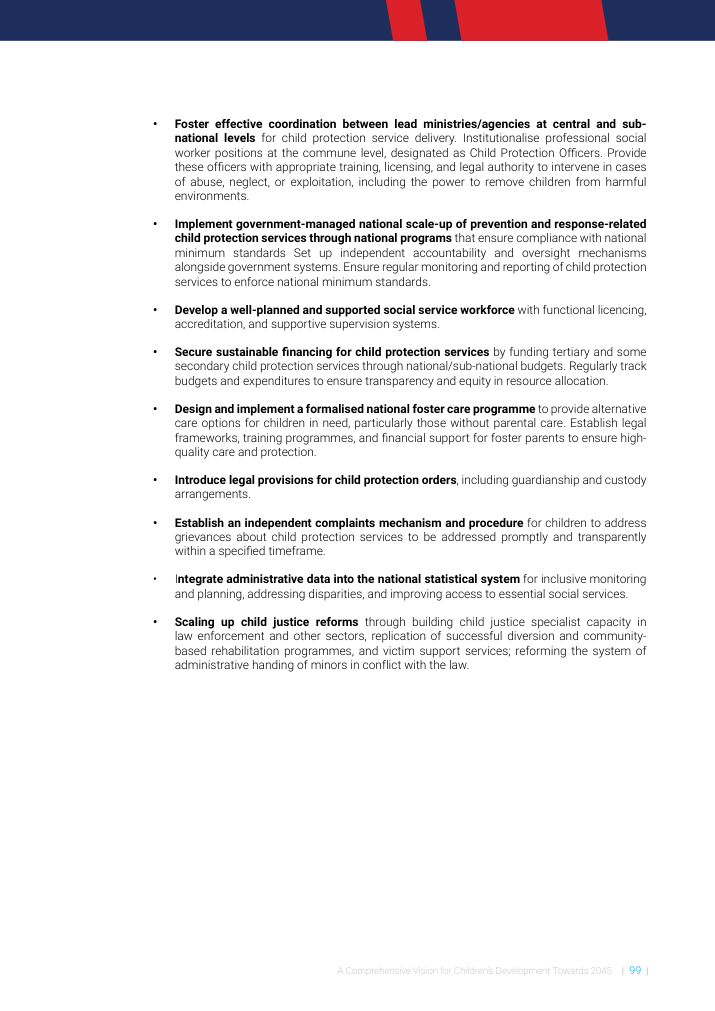 • Foster effective coordination between lead ministries/agencies at central and sub-
national levels for child protection service delivery. Institutionalise professional social
worker positions at the commune level, designated as Child Protection Officers. Provide
these officers with appropriate training, licensing, and legal authority to intervene in cases
of abuse, neglect, or exploitation, including the power to remove children from harmful
environments.
• Implement government-managed national scale-up of prevention and response-related
child protection services through national programs that ensure compliance with national
minimum standards Set up independent accountability and oversight mechanisms
alongside government systems. Ensure regular monitoring and reporting of child protection
services to enforce national minimum standards.
• Develop a well-planned and supported social service workforce with functional licencing,
accreditation, and supportive supervision systems.
• Secure sustainable financing for child protection services by funding tertiary and some
secondary child protection services through national/sub-national budgets. Regularly track
budgets and expenditures to ensure transparency and equity in resource allocation.
• Design and implement a formalised national foster care programme to provide alternative
care options for children in need, particularly those without parental care. Establish legal
frameworks, training programmes, and financial support for foster parents to ensure high-
quality care and protection.
• Introduce legal provisions for child protection orders, including guardianship and custody
arrangements.
• Establish an independent complaints mechanism and procedure for children to address
grievances about child protection services to be addressed promptly and transparently
within a specified timeframe.
• Integrate administrative data into the national statistical system for inclusive monitoring
and planning, addressing disparities, and improving access to essential social services.
• Scaling up child justice reforms through building child justice specialist capacity in
law enforcement and other sectors, replication of successful diversion and community-
based rehabilitation programmes, and victim support services; reforming the system of
administrative handing of minors in conflict with the law.
A Comprehensive Vision for Children's Development Towards 2045 | 99 |